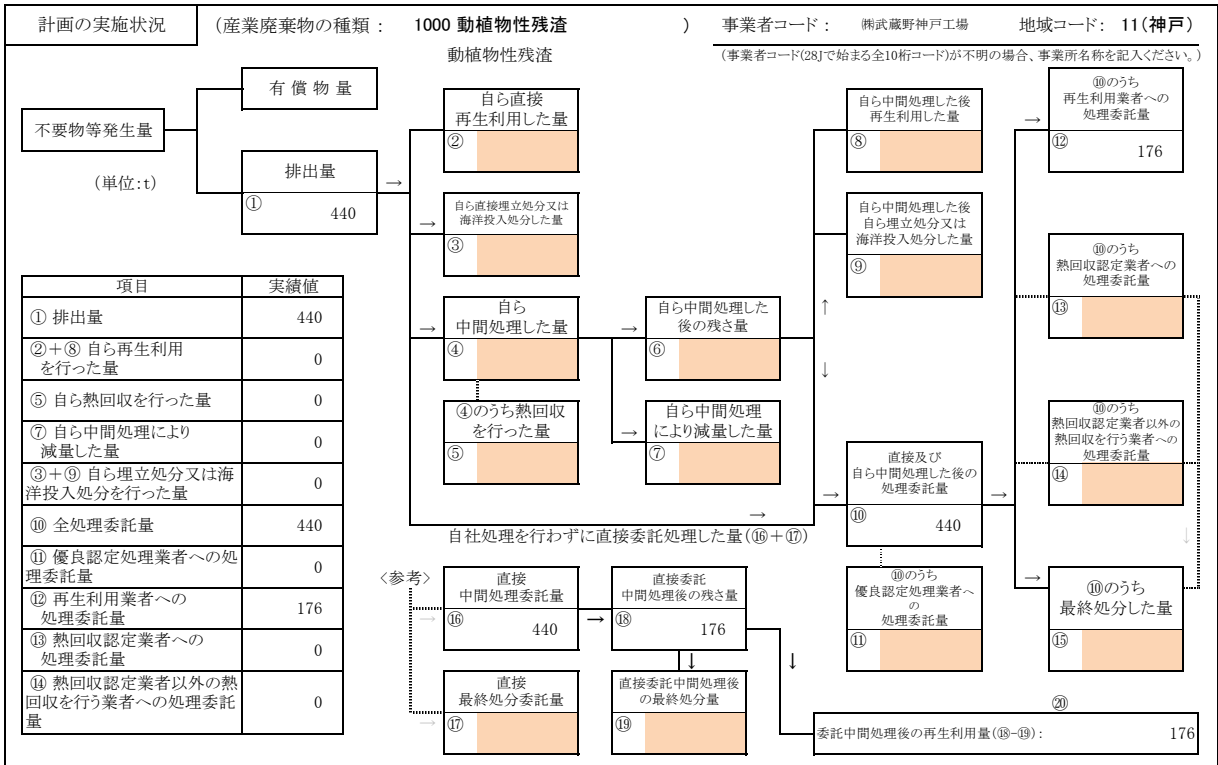 計画の実施状況
(産業廃棄物の種類： 1000 動植物性残渣 )
事業者コード： ㈱武蔵野神戸工場 地域コード： 11(神戸)
動植物性残渣
(事業者コード(28Jで始まる全10桁コード)が不明の場合、事業所名称を記入ください。)
不要物等発生量
(単位:t)
有償物量
排出量
→
① 440
自ら直接
再生利用した量
②
→
自ら直接埋立処分又は
海洋投入処分した量
③
→
自ら
中間処理した量
④
④のうち熱回収
を行った量
⑤
→
自ら中間処理した
後の残さ量
⑥
→
自ら中間処理
により減量した量
⑦
自ら中間処理した後
再生利用した量
⑧
自ら中間処理した後
自ら埋立処分又は
海洋投入処分した量
⑨
↑
↓
→
直接及び
自ら中間処理した後の
処理委託量
⑩ 440
→
⑩のうち
優良認定処理業者へ
の
処理委託量
⑪
→
⑩のうち
再生利用業者への
処理委託量
⑫ 176
⑩のうち
熱回収認定業者への
処理委託量
⑬
⑩のうち
熱回収認定業者以外の
熱回収を行う業者への
処理委託量
⑭
↓
→
⑩のうち
最終処分した量
⑮
→
自社処理を行わずに直接委託処理した量(⑯+⑰)
項目 実績値
① 排出量 440
②+⑧ 自ら再生利用
を行った量 0
⑤ 自ら熱回収を行った量 0
⑦ 自ら中間処理により
減量した量 0
③+⑨ 自ら埋立処分又は海
洋投入処分を行った量 0
⑩ 全処理委託量 440
⑪ 優良認定処理業者への処
理委託量 0
⑫ 再生利用業者への
処理委託量 176
⑬ 熱回収認定業者への
処理委託量 0
⑭ 熱回収認定業者以外の熱
回収を行う業者への処理委託
量 0
〈参考〉
→
直接
中間処理委託量
⑯ 440
→
直接委託
中間処理後の残さ量
⑱ 176
↓
↓
→
直接
最終処分委託量
⑰
直接委託中間処理後
の最終処分量
⑲
⑳
委託中間処理後の再生利用量(⑱-⑲)： 176